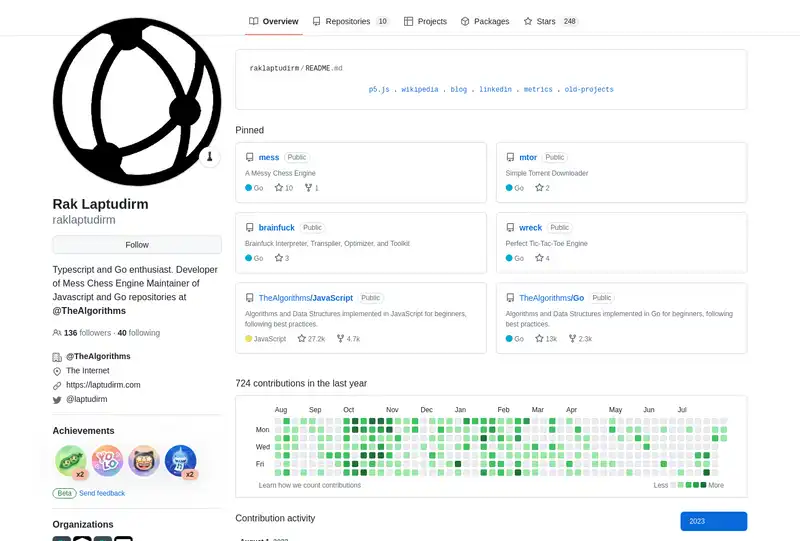 Overview
Repositories 10
Projects
Packages
Stars 248
raklaptudirm/README.md
p5.js . wikipedia . blog . linkedin . metrics . old-projects
Rak Laptudirm
raklaptudirm
Follow
Typescript and Go enthusiast. Developer
of Mess Chess Engine Maintainer of
Javascript and Go repositories at
@TheAlgorithms
136 followers · 40 following
@TheAlgorithms
The Internet
https://laptudirm.com
@laptudirm
Achievements
YOLO
x2
x2
Beta Send feedback
Organizations
Pinned
mess Public
A Messy Chess Engine
Go 10 1
mtor Public
Simple Torrent Downloader
Go 2
brainfuck Public
Brainfuck Interpreter, Transpiler, Optimizer, and Toolkit
Go 3
wreck Public
Perfect Tic-Tac-Toe Engine
Go 4
TheAlgorithms/JavaScript Public
Algorithms and Data Structures implemented in JavaScript for beginners,
following best practices.
JavaScript 27.2k 4.7k
TheAlgorithms/Go Public
Algorithms and Data Structures implemented in Go for beginners, following
best practices.
Go 13k 2.3k
724 contributions in the last year
Aug Sep Oct Nov Dec Jan Feb Mar Apr May Jun Jul
Mon
Wed
Fri
Learn how we count contributions
Less More
Contribution activity
2023